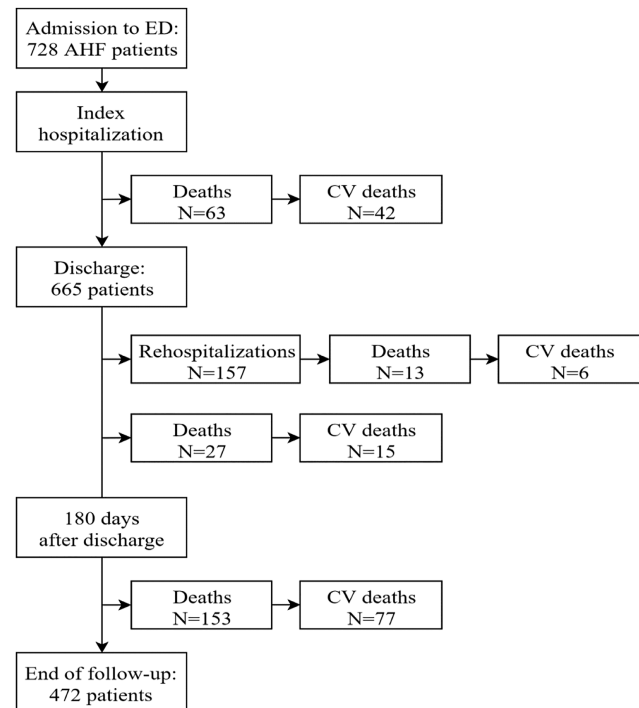 Admission to ED:
728 AHF patients
Index
hospitalization
Deaths
N=63
CV deaths
N=42
Discharge:
665 patients
Rehospitalizations
N=157
Deaths
N=13
CV deaths
N=6
Deaths
N=27
CV deaths
N=15
180 days
after discharge
Deaths
N=153
CV deaths
N=77
End of follow-up:
472 patients